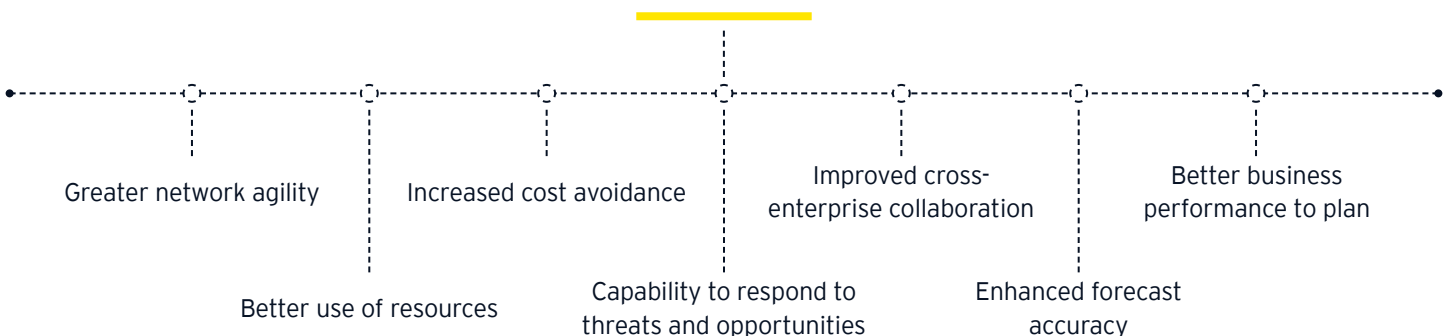 Greater network agility
Better use of resources
Increased cost avoidance
Capability to respond to
threats and opportunities
Improved cross-
enterprise collaboration
Enhanced forecast
accuracy
Better business
performance to plan